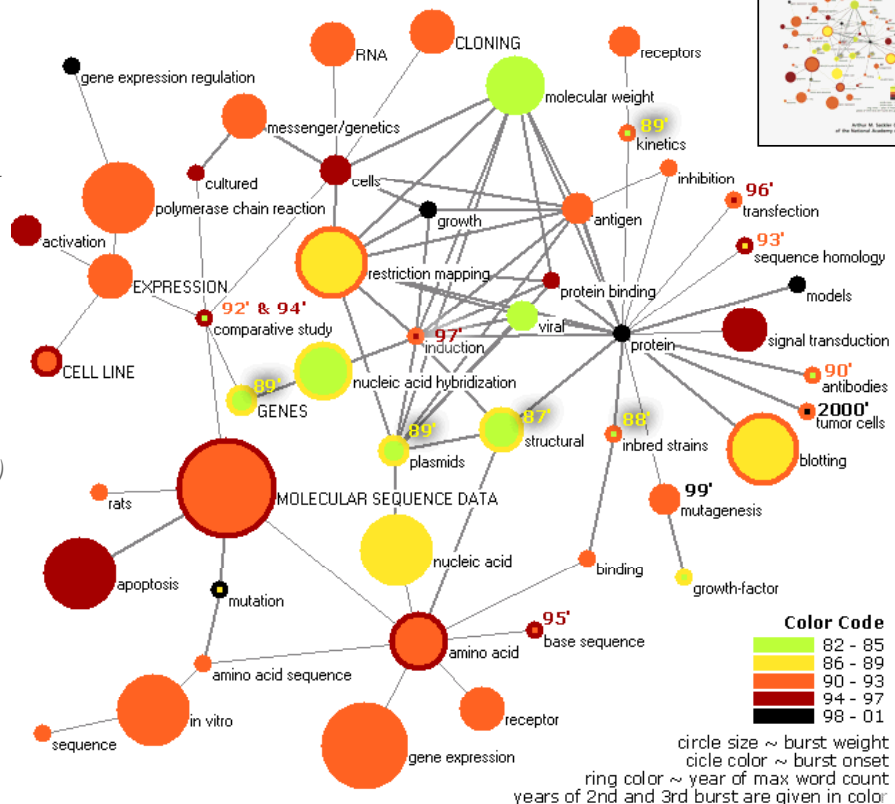 RNA
CLONING
receptors
gene expression regulation
molecular weight
messenger/genetics
89'
kinetics
cells
cultured
inhibition
96'
transfection
polymerase chain reaction
growth
antigen
activation
93'
sequence homology
restriction mapping
EXPRESSION
protein binding
models
92' & 94'
comparative study
viral
97'
induction
protein
signal transduction
CELL LINE
nucleic acid hybridization
90'
antibodies
89'
GENES
2000'
tumor cells
87'
structural
88'
inbred strains
89'
plasmids
blotting
MOLECULAR SEQUENCE DATA
rats
99'
mutagenesis
nucleic acid
apoptosis
binding
growth-factor
mutation
95'
base sequence
amino acid
amino acid sequence
in vitro
receptor
sequence
gene expression
Color Code
82 - 85
86 - 89
90 - 93
94 - 97
98 - 01
circle size ~ burst weight
cicle color ~ burst onset
ring color ~ year of max word count
years of 2nd and 3rd burst are given in color
Arthur M. Sackler
of the National Academy